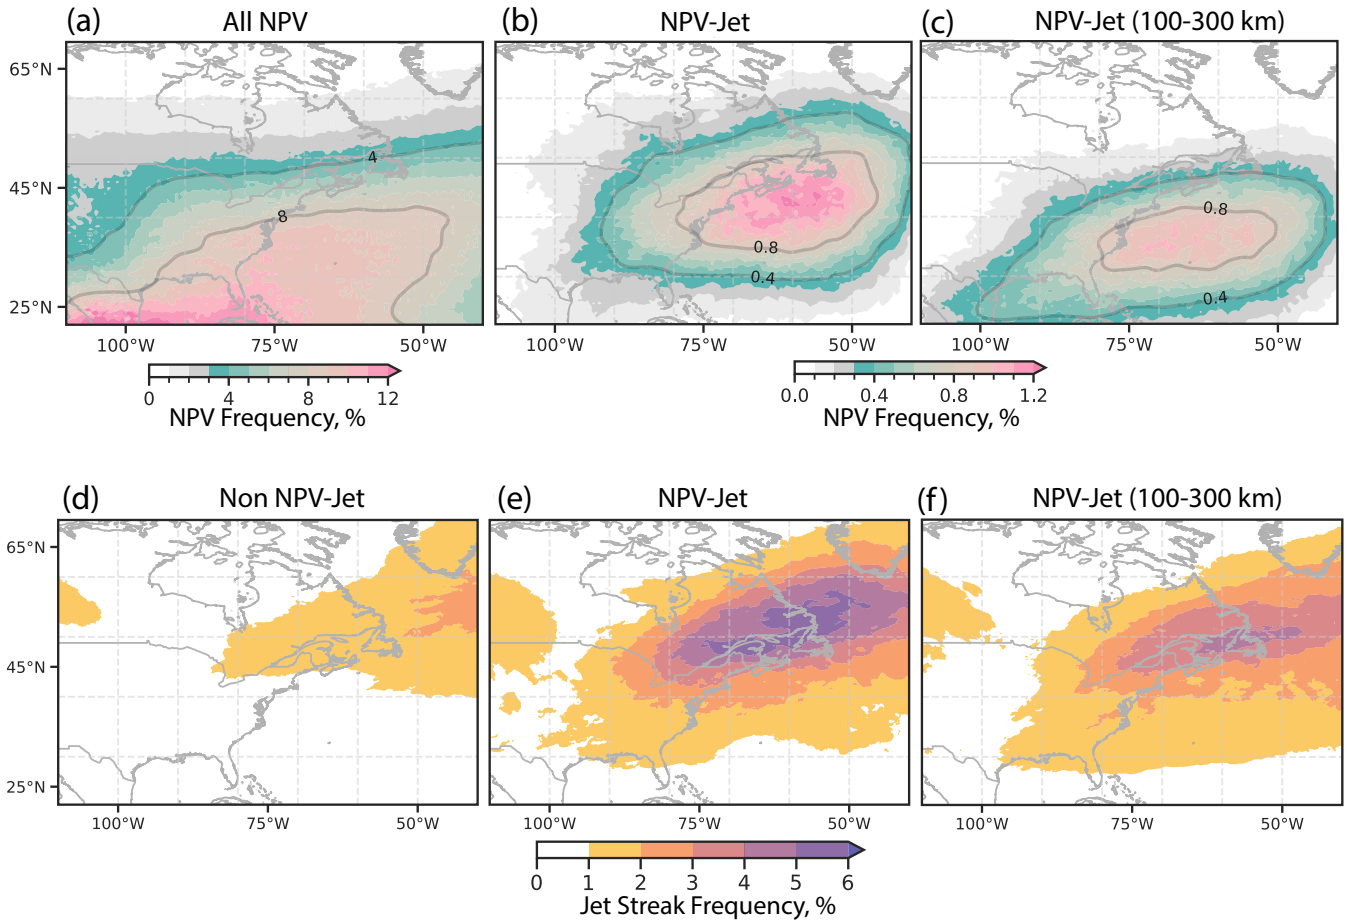 (a) All NPV
(b) NPV-Jet
(c) NPV-Jet (100-300 km)
65°N
45°N
25°N
4
8
0.8
0.4
0.8
0.4
100°W 75°W 50°W
100°W 75°W 50°W
100°W 75°W 50°W
0 4 8 12
NPV Frequency, %
0.0 0.4 0.8 1.2
NPV Frequency, %
(d) Non NPV-Jet
(e) NPV-Jet
(f) NPV-Jet (100-300 km)
65°N
45°N
25°N
100°W 75°W 50°W
100°W 75°W 50°W
100°W 75°W 50°W
0 1 2 3 4 5 6
Jet Streak Frequency, %